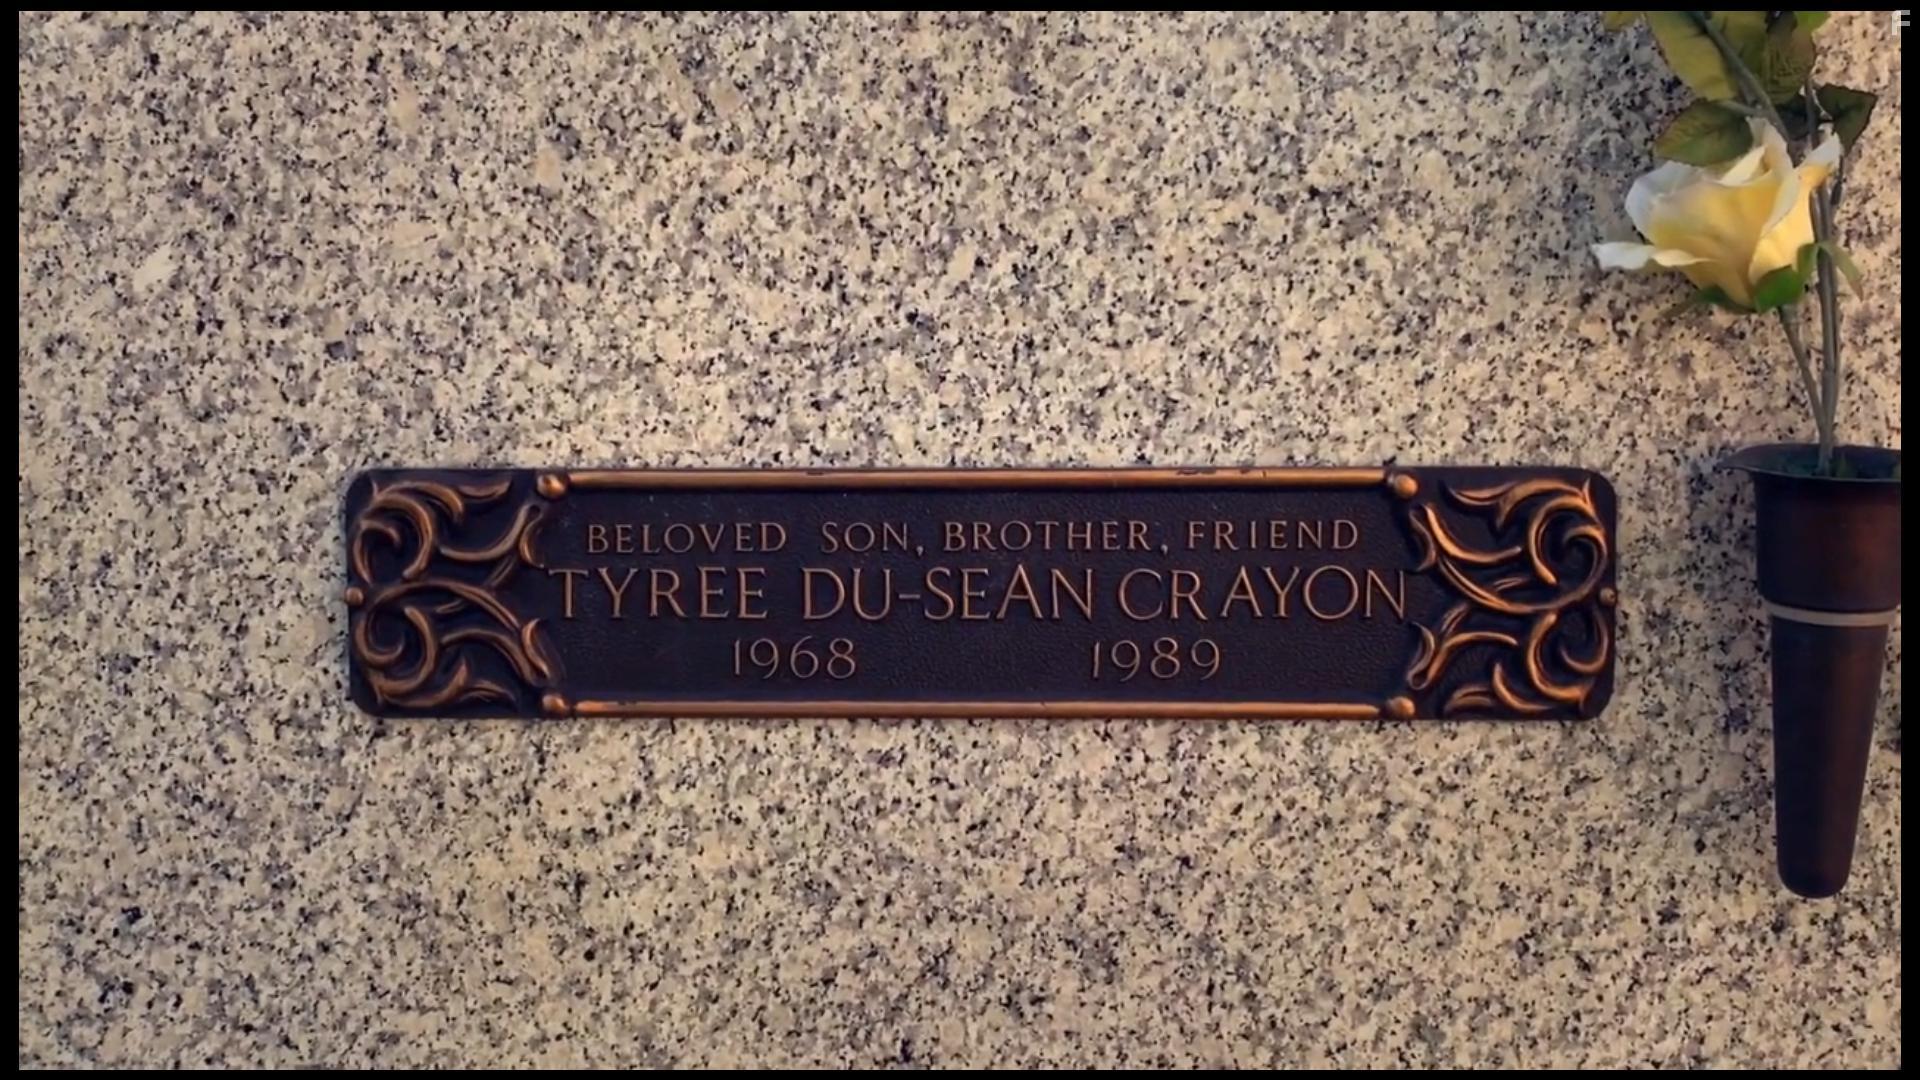 BELOVED SON, BROTHER, FRIEND
TYREE DU-SEAN CRAYON
1968 1989
F